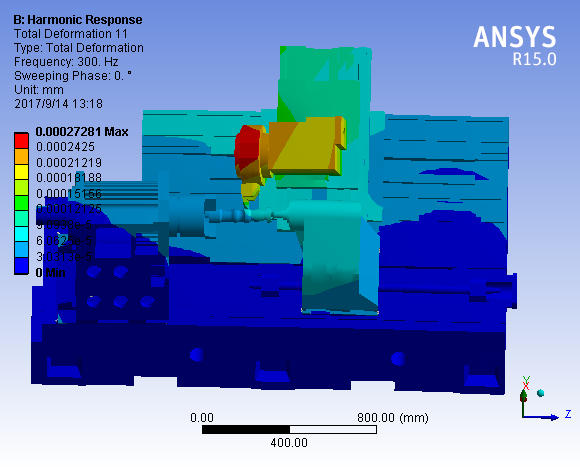 B: Harmonic Response
Total Deformation 11
Type: Total Deformation
Frequency: 300. Hz
Sweeping Phase: 0. °
Unit: mm
2017/9/14 13:18
ANSYS
R15.0
0.00027281 Max
0.0002425
0.00021219
0.00018188
0.00015156
0 Min
0.00
800.00 (mm)
400.00
Y
X
Z